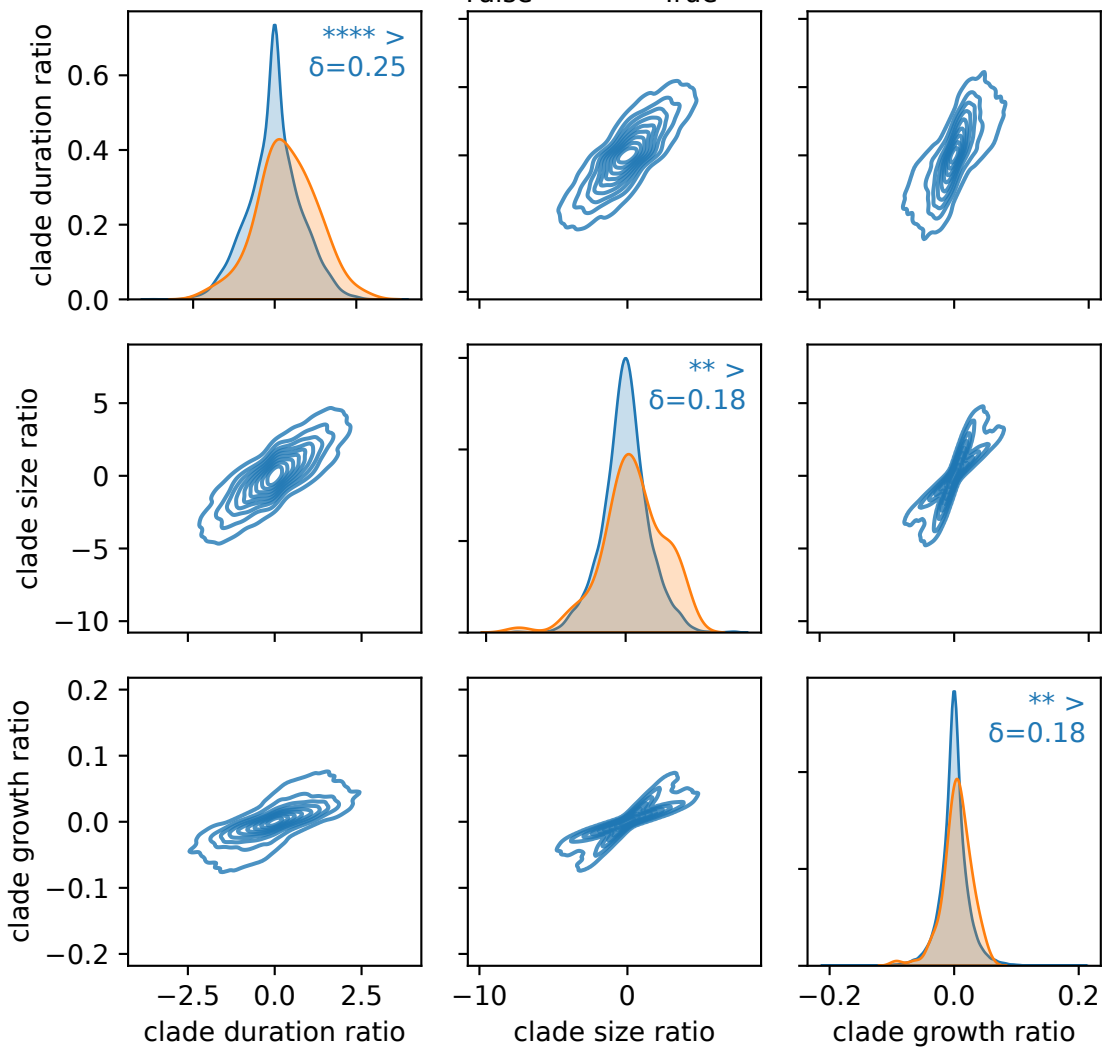 clade duration ratio
0.6
0.4
0.2
0.0
**** >
δ=0.25
clade size ratio
5
0
−5
−10
** >
δ=0.18
clade growth ratio
0.2
0.1
0.0
−0.1
−0.2
** >
δ=0.18
−2.5 0.0 2.5
−10 0
−0.2 0.0 0.2
clade duration ratio
clade size ratio
clade growth ratio